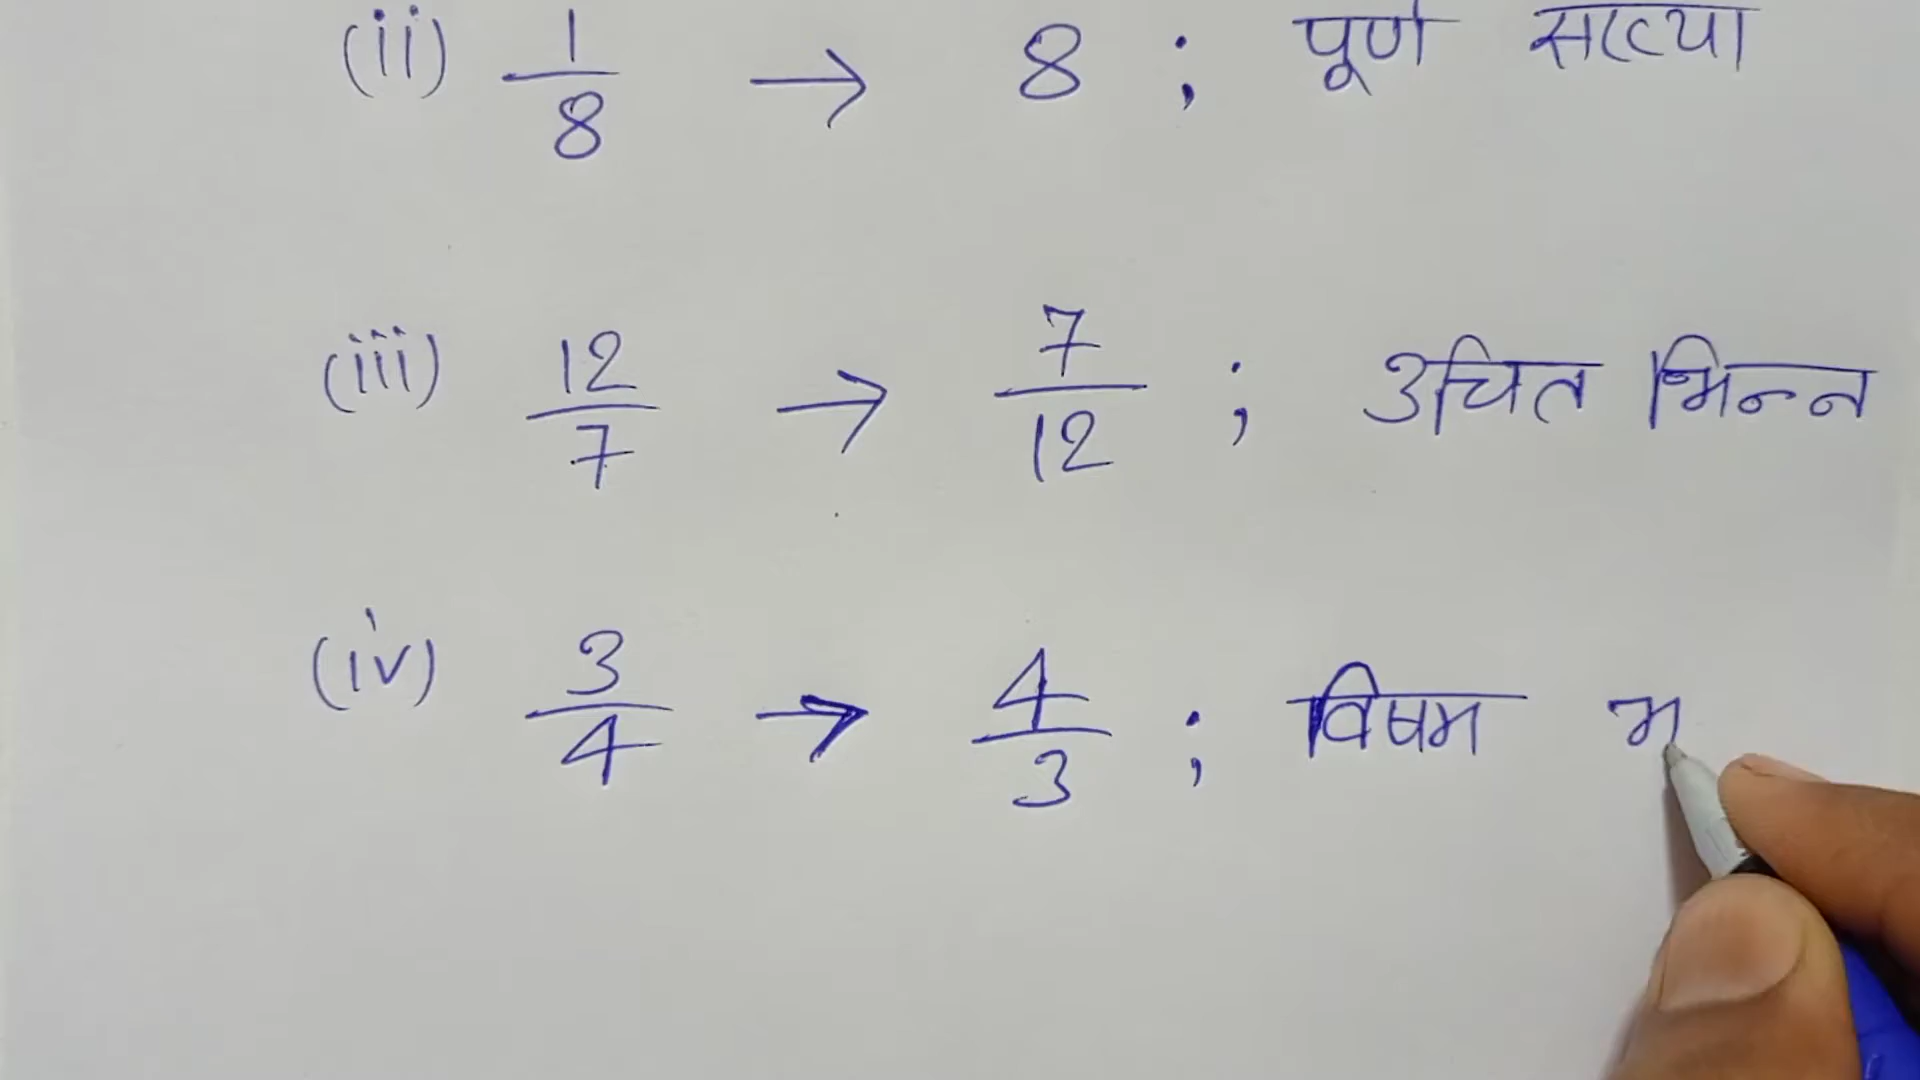 (ii) 1/8 → 8 ; पूर्ण संख्या
(iii) 12/7 → 7/12 ; उचित भिन्न
(iv) 3/4 → 4/3 ; विषम भ